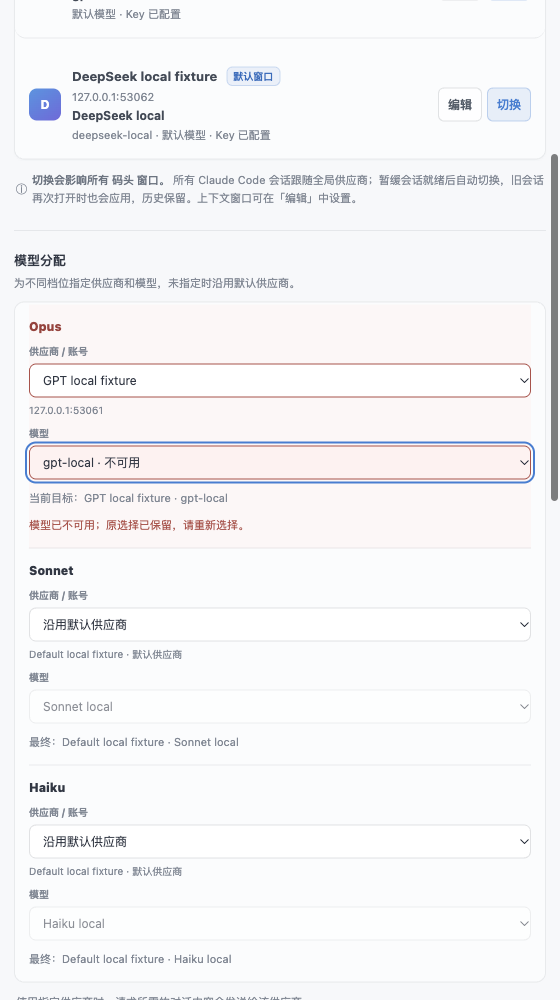 默认模型 · Key 已配置
DeepSeek local fixture 默认窗口
127.0.0.1:53062
D
DeepSeek local
编辑 切换
deepseek-local · 默认模型 · Key 已配置
切换会影响所有 码头 窗口。 所有 Claude Code 会话跟随全局供应商；暂缓会话就绪后自动切换，旧会话
再次打开时也会应用，历史保留。上下文窗口可在「编辑」中设置。
模型分配
为不同档位指定供应商和模型，未指定时沿用默认供应商。
Opus
供应商 / 账号
GPT local fixture
127.0.0.1:53061
模型
gpt-local · 不可用
当前目标：GPT local fixture · gpt-local
模型已不可用；原选择已保留，请重新选择。
Sonnet
供应商 / 账号
沿用默认供应商
Default local fixture · 默认供应商
模型
Sonnet local
最终：Default local fixture · Sonnet local
Haiku
供应商 / 账号
沿用默认供应商
Default local fixture · 默认供应商
模型
Haiku local
最终：Default local fixture · Haiku local